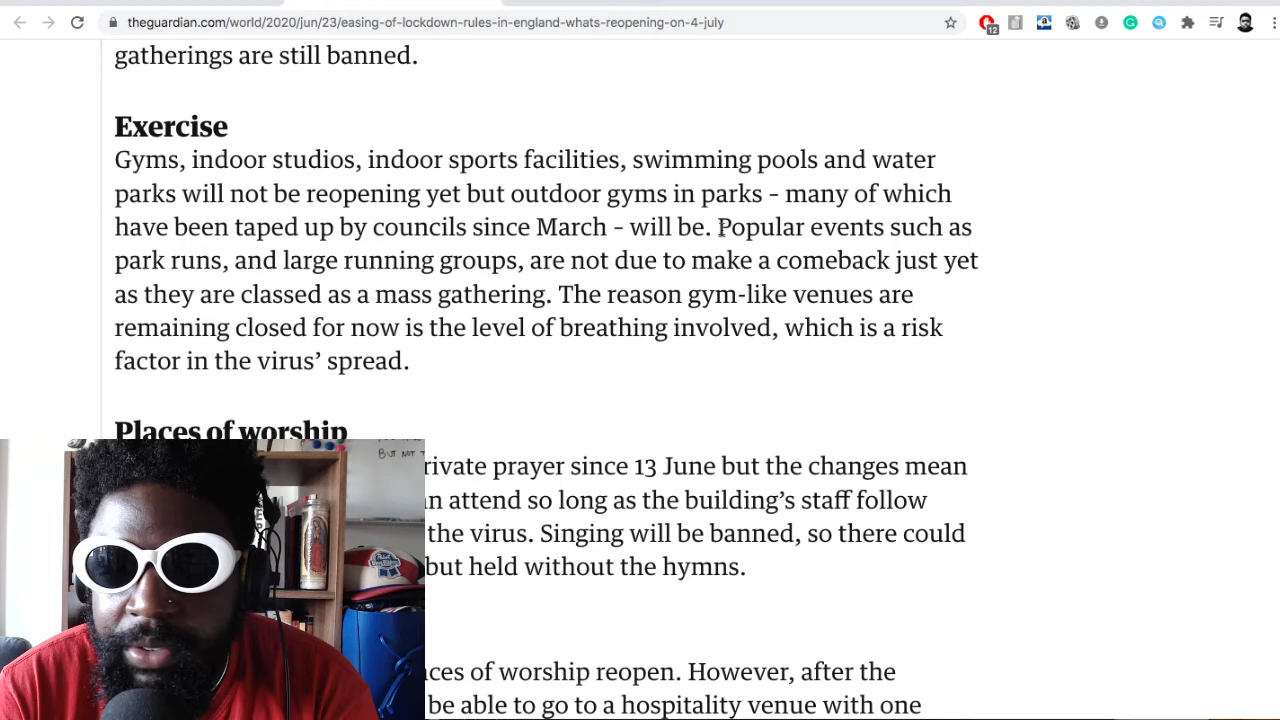 theguardian.com/world/2020/jun/23/easing-of-lockdown-rules-in-england-whats-reopening-on-4-july
12
gatherings are still banned.
Exercise
Gyms, indoor studios, indoor sports facilities, swimming pools and water
parks will not be reopening yet but outdoor gyms in parks – many of which
have been taped up by councils since March – will be. Popular events such as
park runs, and large running groups, are not due to make a comeback just yet
as they are classed as a mass gathering. The reason gym-like venues are
remaining closed for now is the level of breathing involved, which is a risk
factor in the virus’ spread.
Places of worship
rivate prayer since 13 June but the changes mean
n attend so long as the building’s staff follow
the virus. Singing will be banned, so there could
but held without the hymns.
ces of worship reopen. However, after the
be able to go to a hospitality venue with one
BUT NOT
Pabst